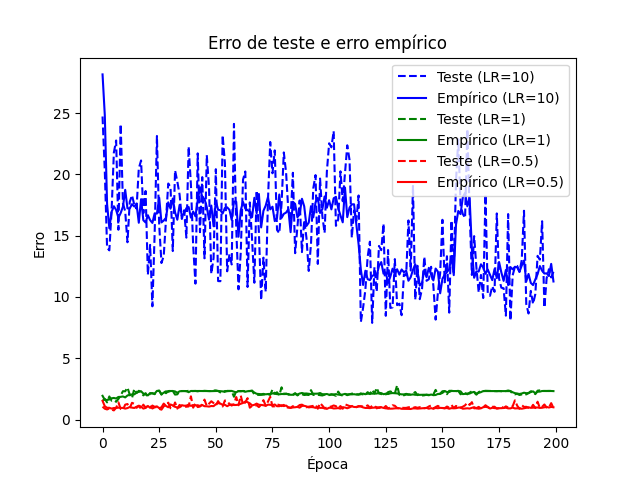 Erro de teste e erro empírico
Teste (LR=10)
Empírico (LR=10)
Teste (LR=1)
Empírico (LR=1)
Teste (LR=0.5)
Empírico (LR=0.5)
Erro
25
20
15
10
5
0
0 25 50 75 100 125 150 175 200
Época